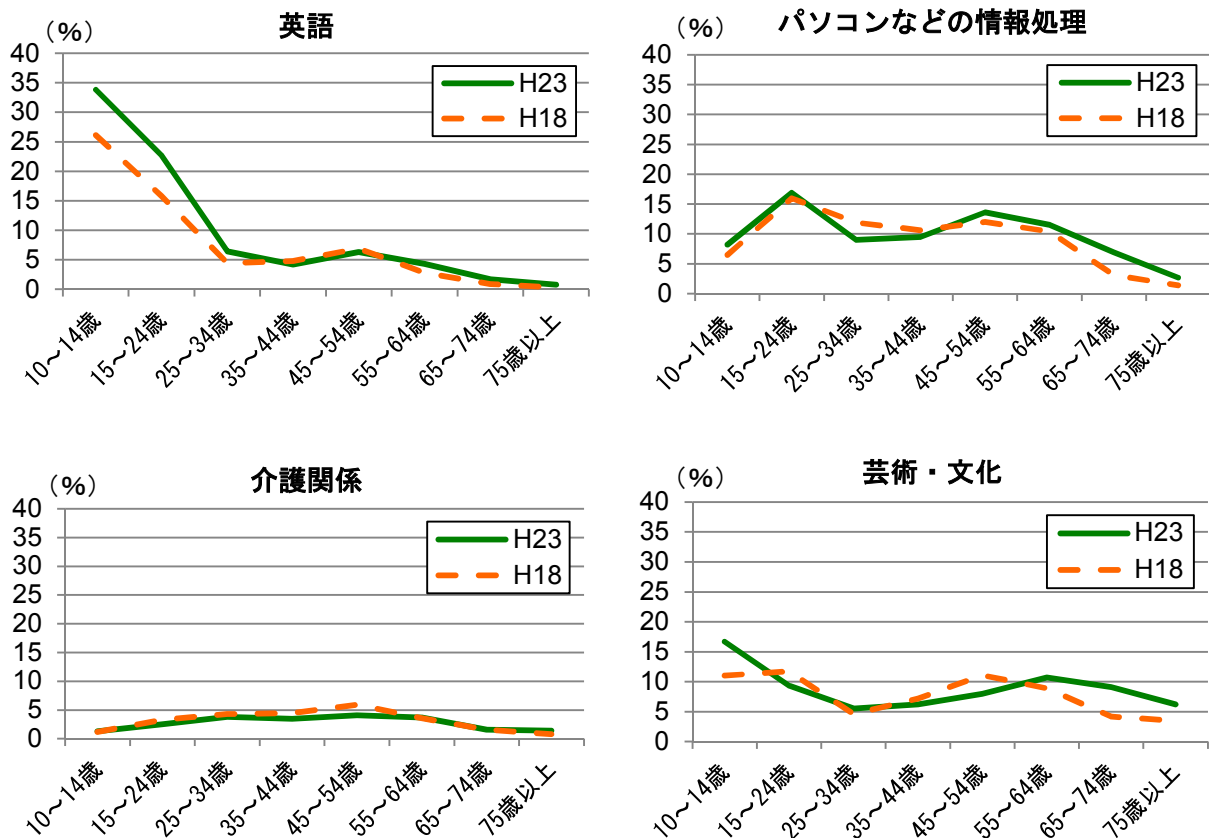 英語
（%）
40
35
30
25
20
15
10
5
0
H23
H18
10～14歳
15～24歳
25～34歳
35～44歳
45～54歳
55～64歳
65～74歳
75歳以上
パソコンなどの情報処理
（%）
40
35
30
25
20
15
10
5
0
H23
H18
10～14歳
15～24歳
25～34歳
35～44歳
45～54歳
55～64歳
65～74歳
75歳以上
介護関係
（%）
40
35
30
25
20
15
10
5
0
H23
H18
10～14歳
15～24歳
25～34歳
35～44歳
45～54歳
55～64歳
65～74歳
75歳以上
芸術・文化
（%）
40
35
30
25
20
15
10
5
0
H23
H18
10～14歳
15～24歳
25～34歳
35～44歳
45～54歳
55～64歳
65～74歳
75歳以上